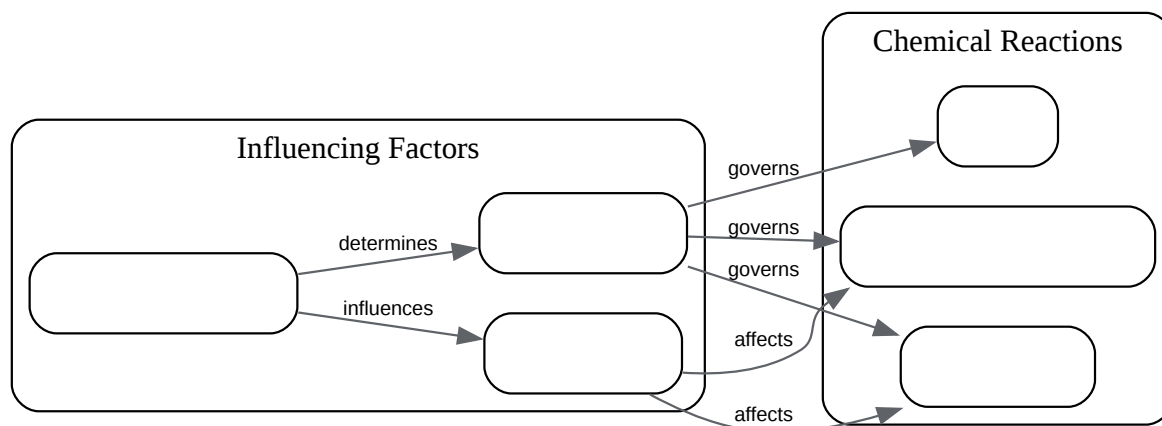 Chemical Reactions
Influencing Factors
governs
determines
governs
governs
influences
affects
affects